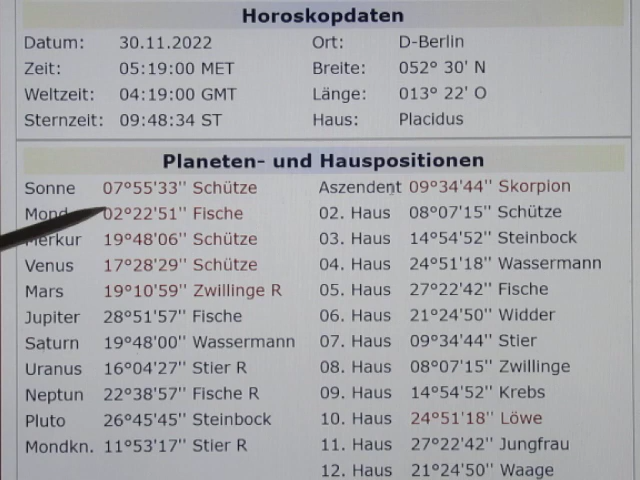 Horoskopdaten
Datum: 30.11.2022 Ort: D-Berlin
Zeit: 05:19:00 MET Breite: 052° 30' N
Weltzeit: 04:19:00 GMT Länge: 013° 22' O
Sternzeit: 09:48:34 ST Haus: Placidus
Planeten- und Hauspositionen
Sonne 07°55'33'' Schütze Aszendent 09°34'44'' Skorpion
Mond 02°22'51'' Fische 02. Haus 08°07'15'' Schütze
Merkur 19°48'06'' Schütze 03. Haus 14°54'52'' Steinbock
Venus 17°28'29'' Schütze 04. Haus 24°51'18'' Wassermann
Mars 19°10'59'' Zwillinge R 05. Haus 27°22'42'' Fische
Jupiter 28°51'57'' Fische 06. Haus 21°24'50'' Widder
Saturn 19°48'00'' Wassermann 07. Haus 09°34'44'' Stier
Uranus 16°04'27'' Stier R 08. Haus 08°07'15'' Zwillinge
Neptun 22°38'57'' Fische R 09. Haus 14°54'52'' Krebs
Pluto 26°45'45'' Steinbock 10. Haus 24°51'18'' Löwe
Mondkn. 11°53'17'' Stier R 11. Haus 27°22'42'' Jungfrau
12. Haus 21°24'50'' Waage